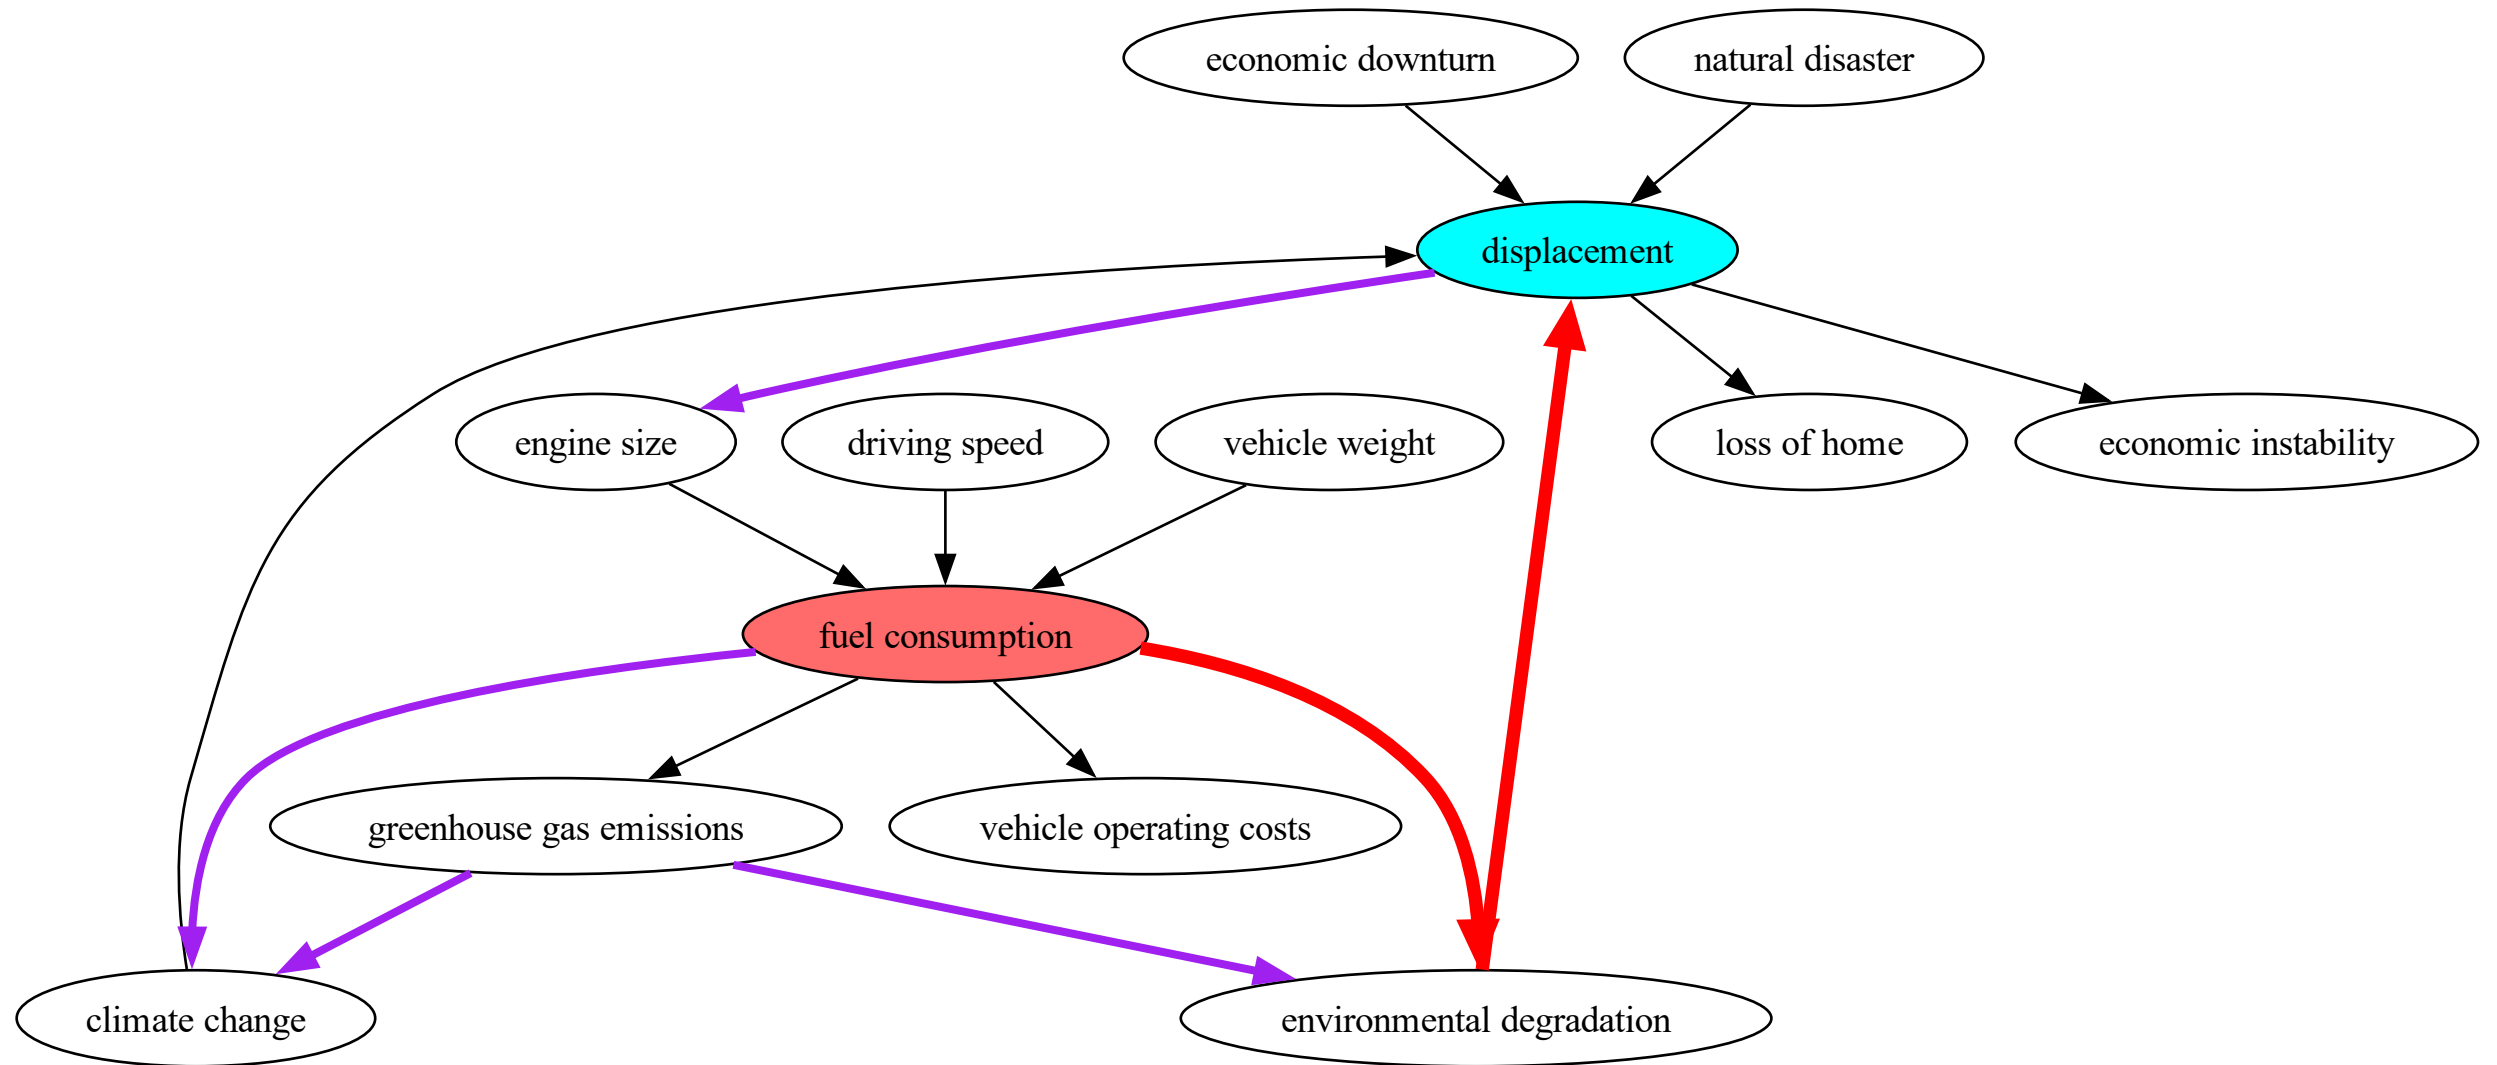 economic downturn
natural disaster
displacement
engine size
driving speed
vehicle weight
loss of home
economic instability
fuel consumption
greenhouse gas emissions
vehicle operating costs
climate change
environmental degradation